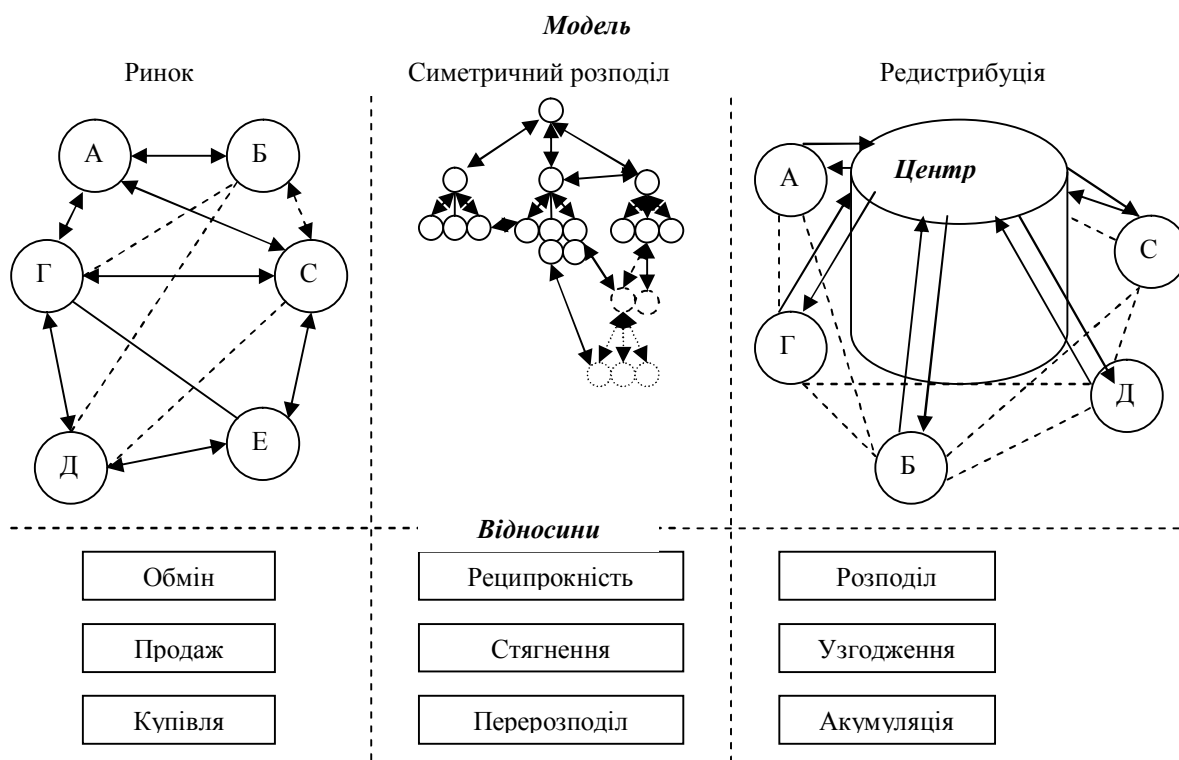 Модель
Ринок
Симетричний розподіл
Редистрибуція
А
Б
Г
С
Д
Е
А
Центр
С
Г
Д
Б
Відносини
Обмін
Реципрокність
Розподіл
Продаж
Стягнення
Узгодження
Купівля
Перерозподіл
Акумуляція